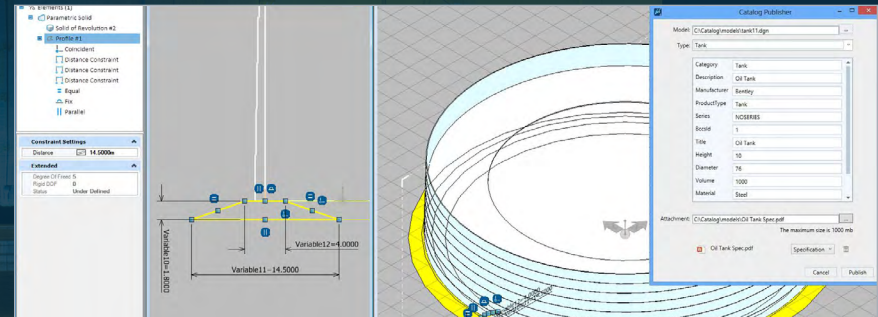 Elements (1)
Parametric Solid
Solid of Revolution #2
Profile #1
Coincident
Distance Constraint
Distance Constraint
Distance Constraint
Equal
Fix
Parallel
Constraint Settings
Distance 14.5000m
Extended
Degree Of Freed 5
Rigid DOF 0
Status Under Defined
Variable10=1.8000
Variable12=4.0000
Variable11=14.5000
Catalog Publisher
Model: C:\Catalog\models\tank11.dgn
Type: Tank
Category Tank
Description Oil Tank
Manufacturer Bentley
ProductType Tank
Series NOSERIES
BocsId 1
Title Oil Tank
Height 10
Diameter 76
Volume 1000
Material Steel
Attachment: C:\Catalog\models\Oil Tank Spec.pdf
The maximum size is 1000 mb
Oil Tank Spec.pdf Specification
Cancel Publish